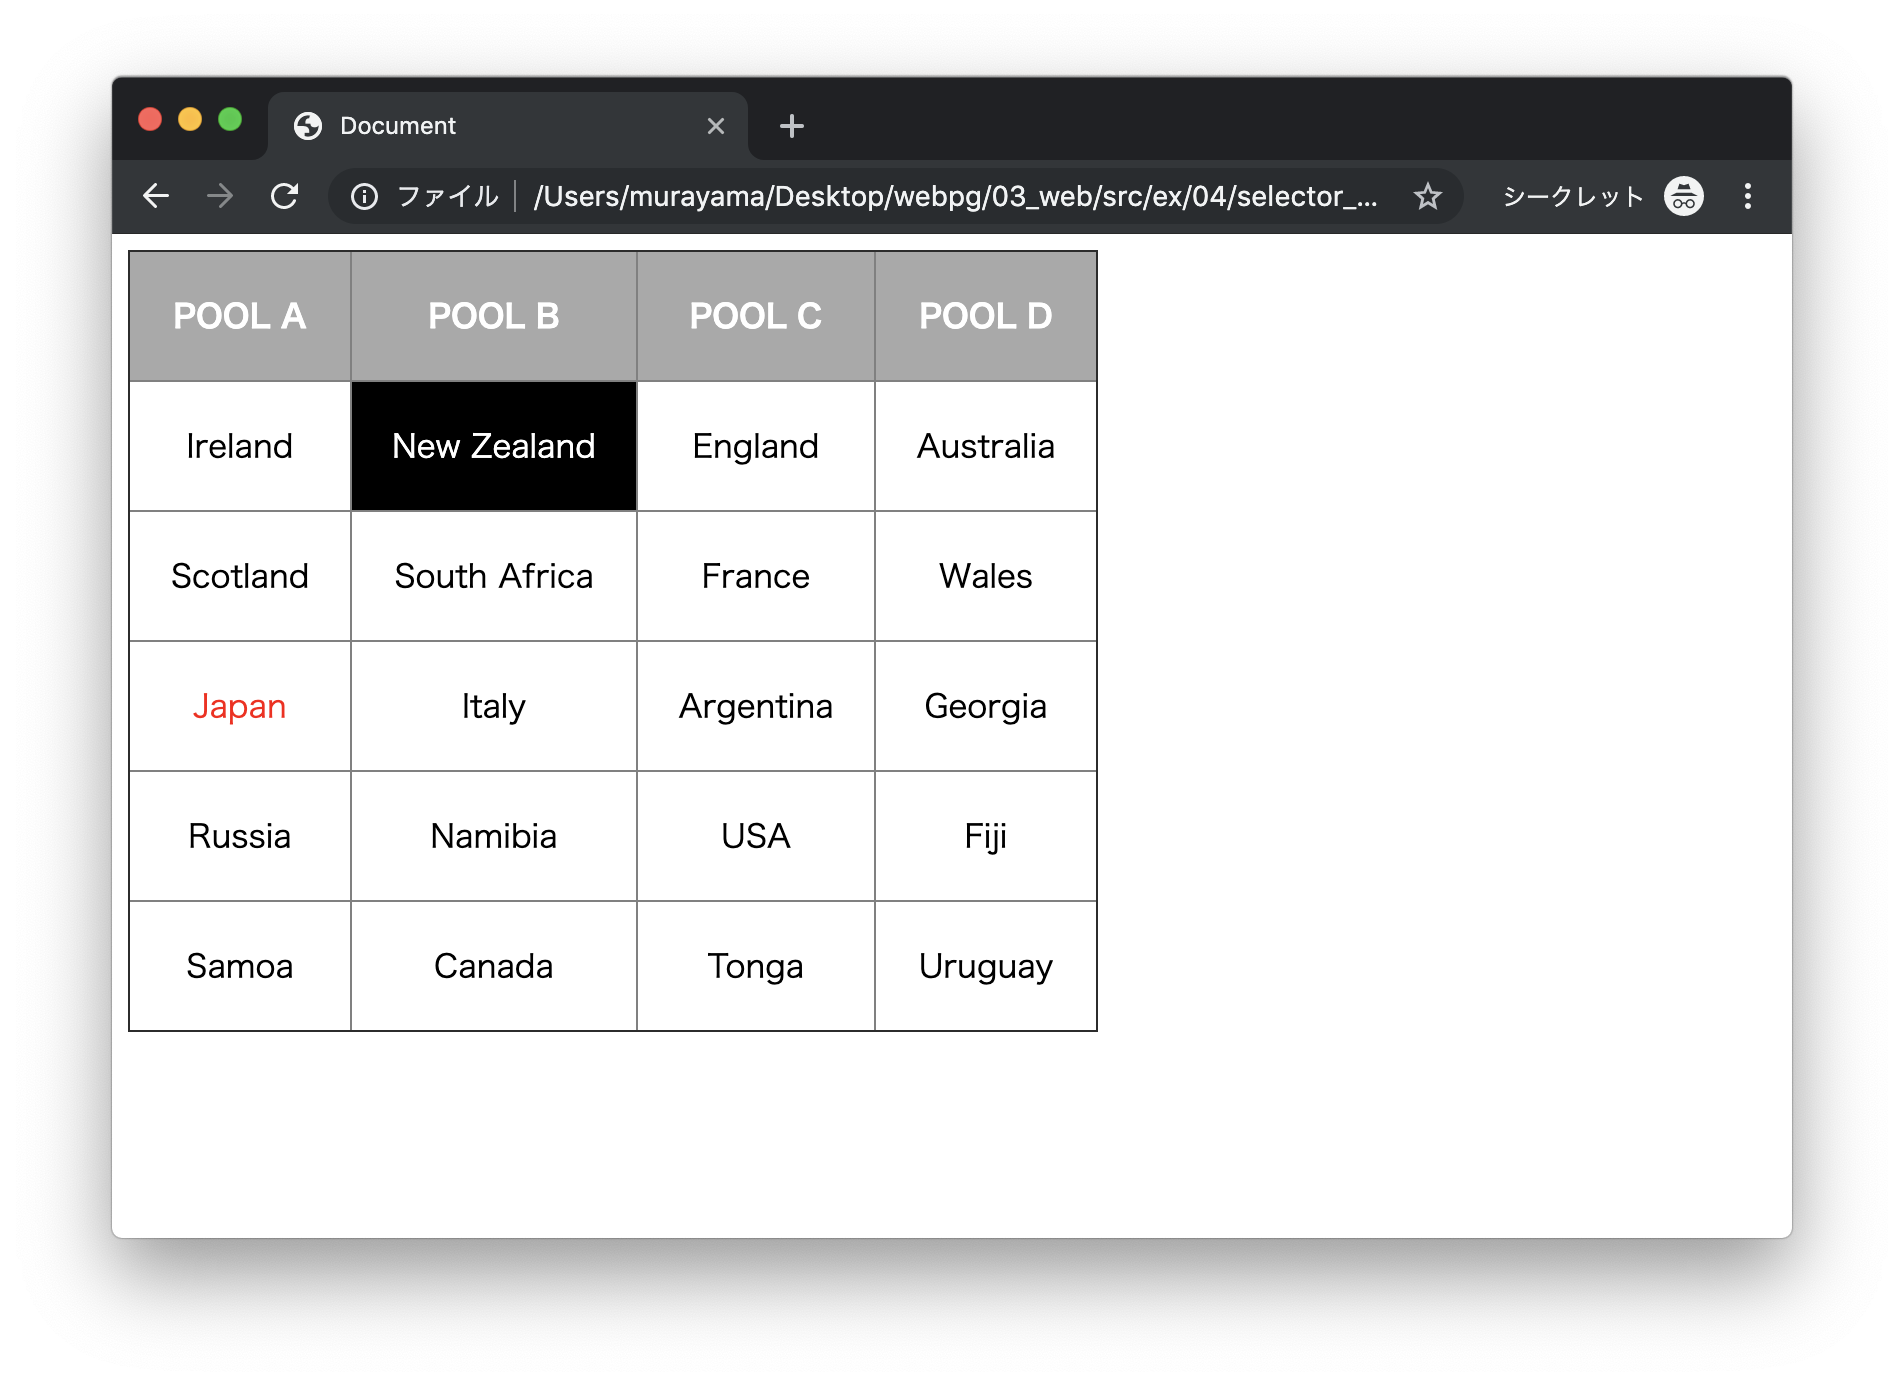 Document
ファイル /Users/murayama/Desktop/webpg/03_web/src/ex/04/selector_... シークレット
POOL A POOL B POOL C POOL D
Ireland New Zealand England Australia
Scotland South Africa France Wales
Japan Italy Argentina Georgia
Russia Namibia USA Fiji
Samoa Canada Tonga Uruguay